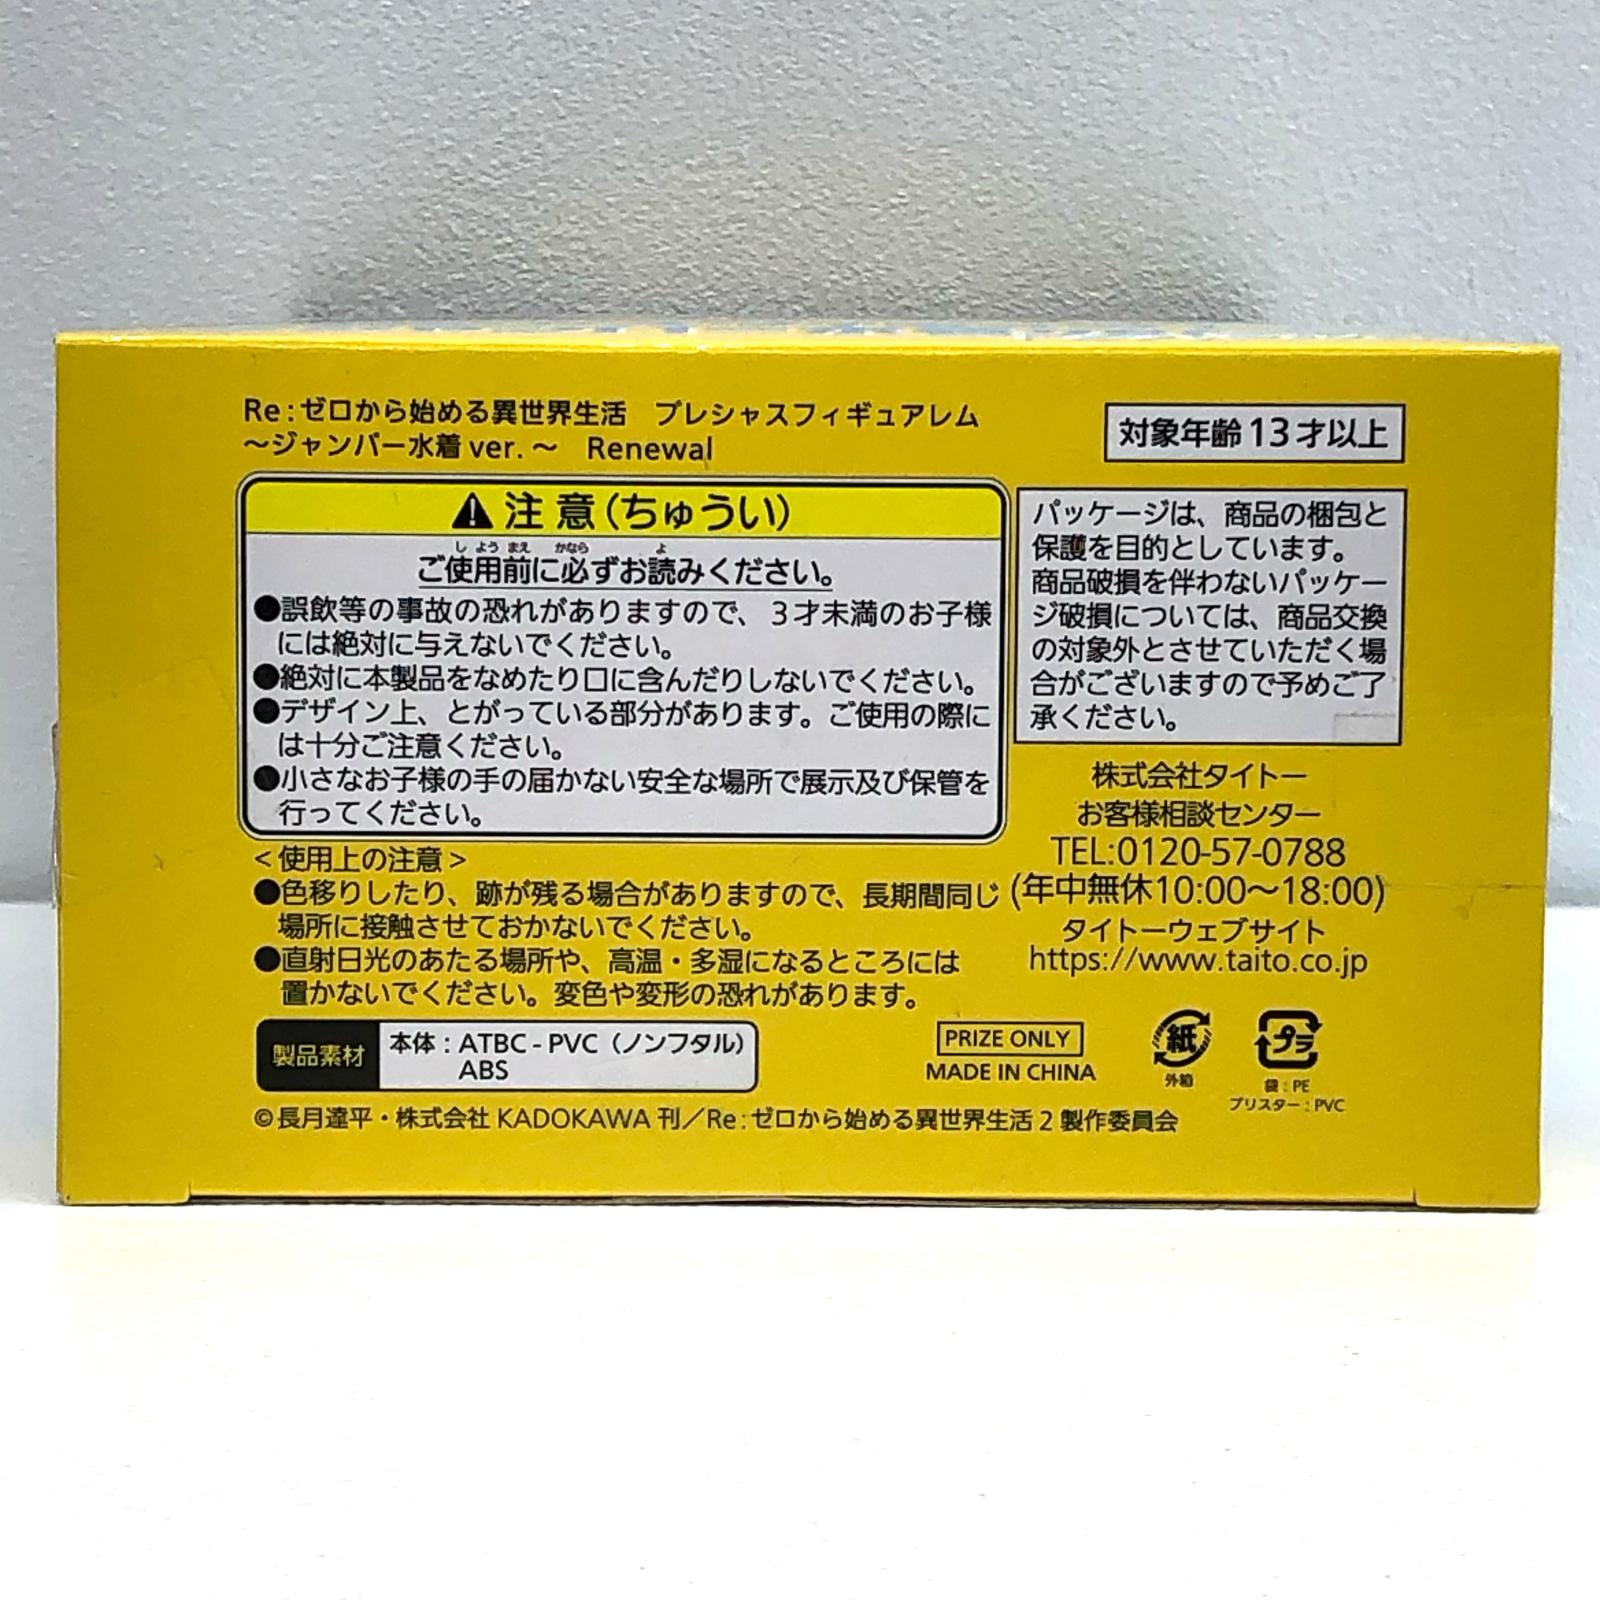 Re:ゼロから始める異世界生活　プレシャスフィギュアレム
～ジャンパー水着 ver.～　Renewal
対象年齢13才以上
⚠注意(ちゅうい)
ご使用前に必ずお読みください。
しようまえ　かなら　よ
●誤飲等の事故の恐れがありますので、3才未満のお子様
には絶対に与えないでください。
●絶対に本製品をなめたり口に含んだりしないでください。
●デザイン上、とがっている部分があります。ご使用の際に
は十分ご注意ください。
●小さなお子様の手の届かない安全な場所で展示及び保管を
行ってください。
パッケージは、商品の梱包と
保護を目的としています。
商品破損を伴わないパッケー
ジ破損については、商品交換
の対象外とさせていただく場
合がございますので予めご了
承ください。
<使用上の注意>
●色移りしたり、跡が残る場合がありますので、長期間同じ
場所に接触させておかないでください。
●直射日光のあたる場所や、高温・多湿になるところには
置かないでください。変色や変形の恐れがあります。
株式会社タイトー
お客様相談センター
TEL:0120-57-0788
(年中無休10:00～18:00)
タイトーウェブサイト
https://www.taito.co.jp
製品素材
本体：ATBC-PVC（ノンフタル）
ABS
PRIZE ONLY
MADE IN CHINA
紙
外箱
プラ
袋：PE
ブリスター：PVC
©長月達平・株式会社 KADOKAWA 刊／Re:ゼロから始める異世界生活 2 製作委員会